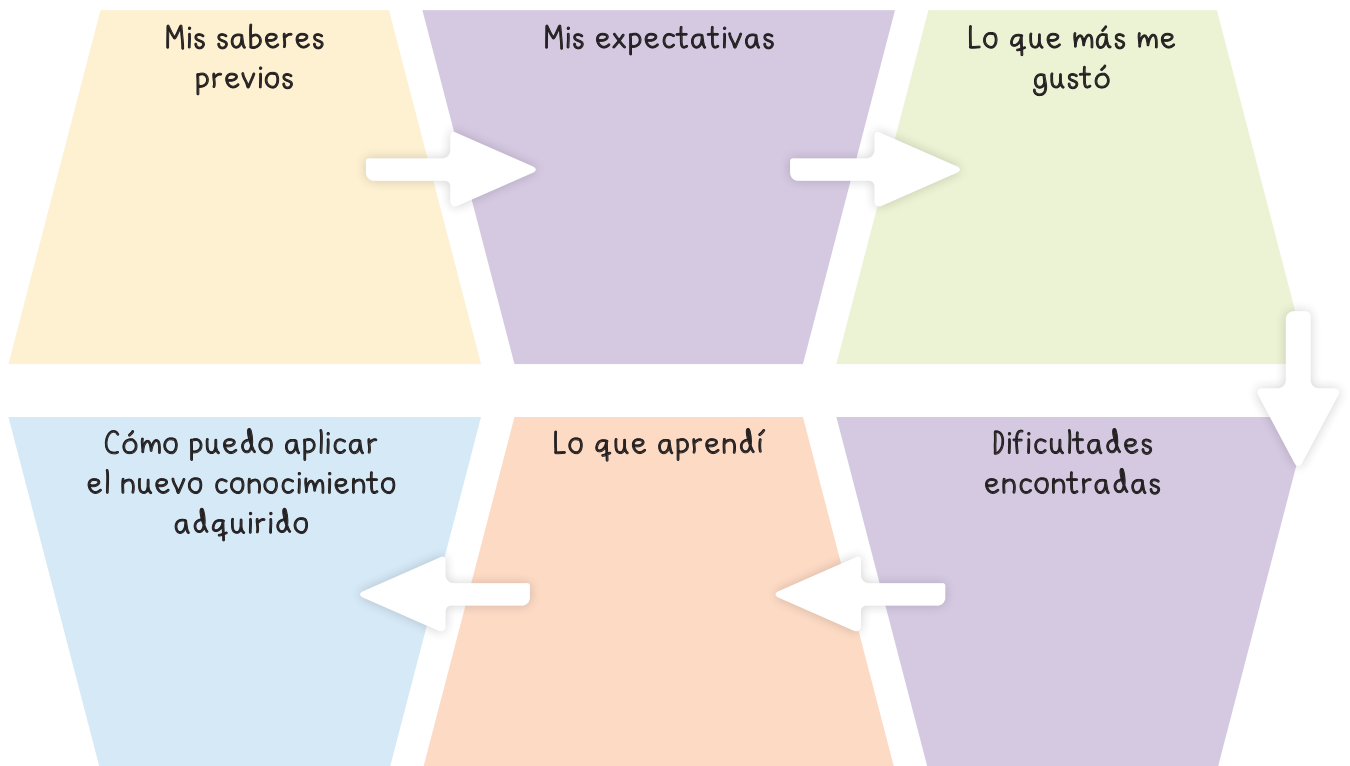 Mis saberes
previos
Mis expectativas
Lo que más me
gustó
Dificultades
encontradas
Lo que aprendí
Cómo puedo aplicar
el nuevo conocimiento
adquirido